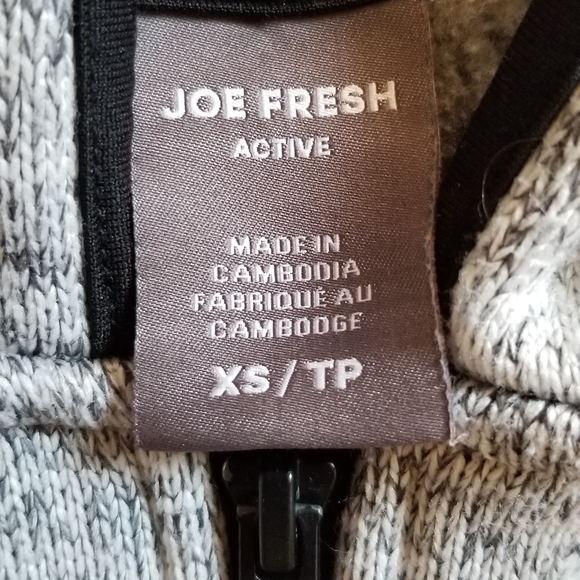 JOE FRESH
ACTIVE
MADE IN
CAMBODIA
FABRIQUÉ AU
CAMBODGE
XS / TP